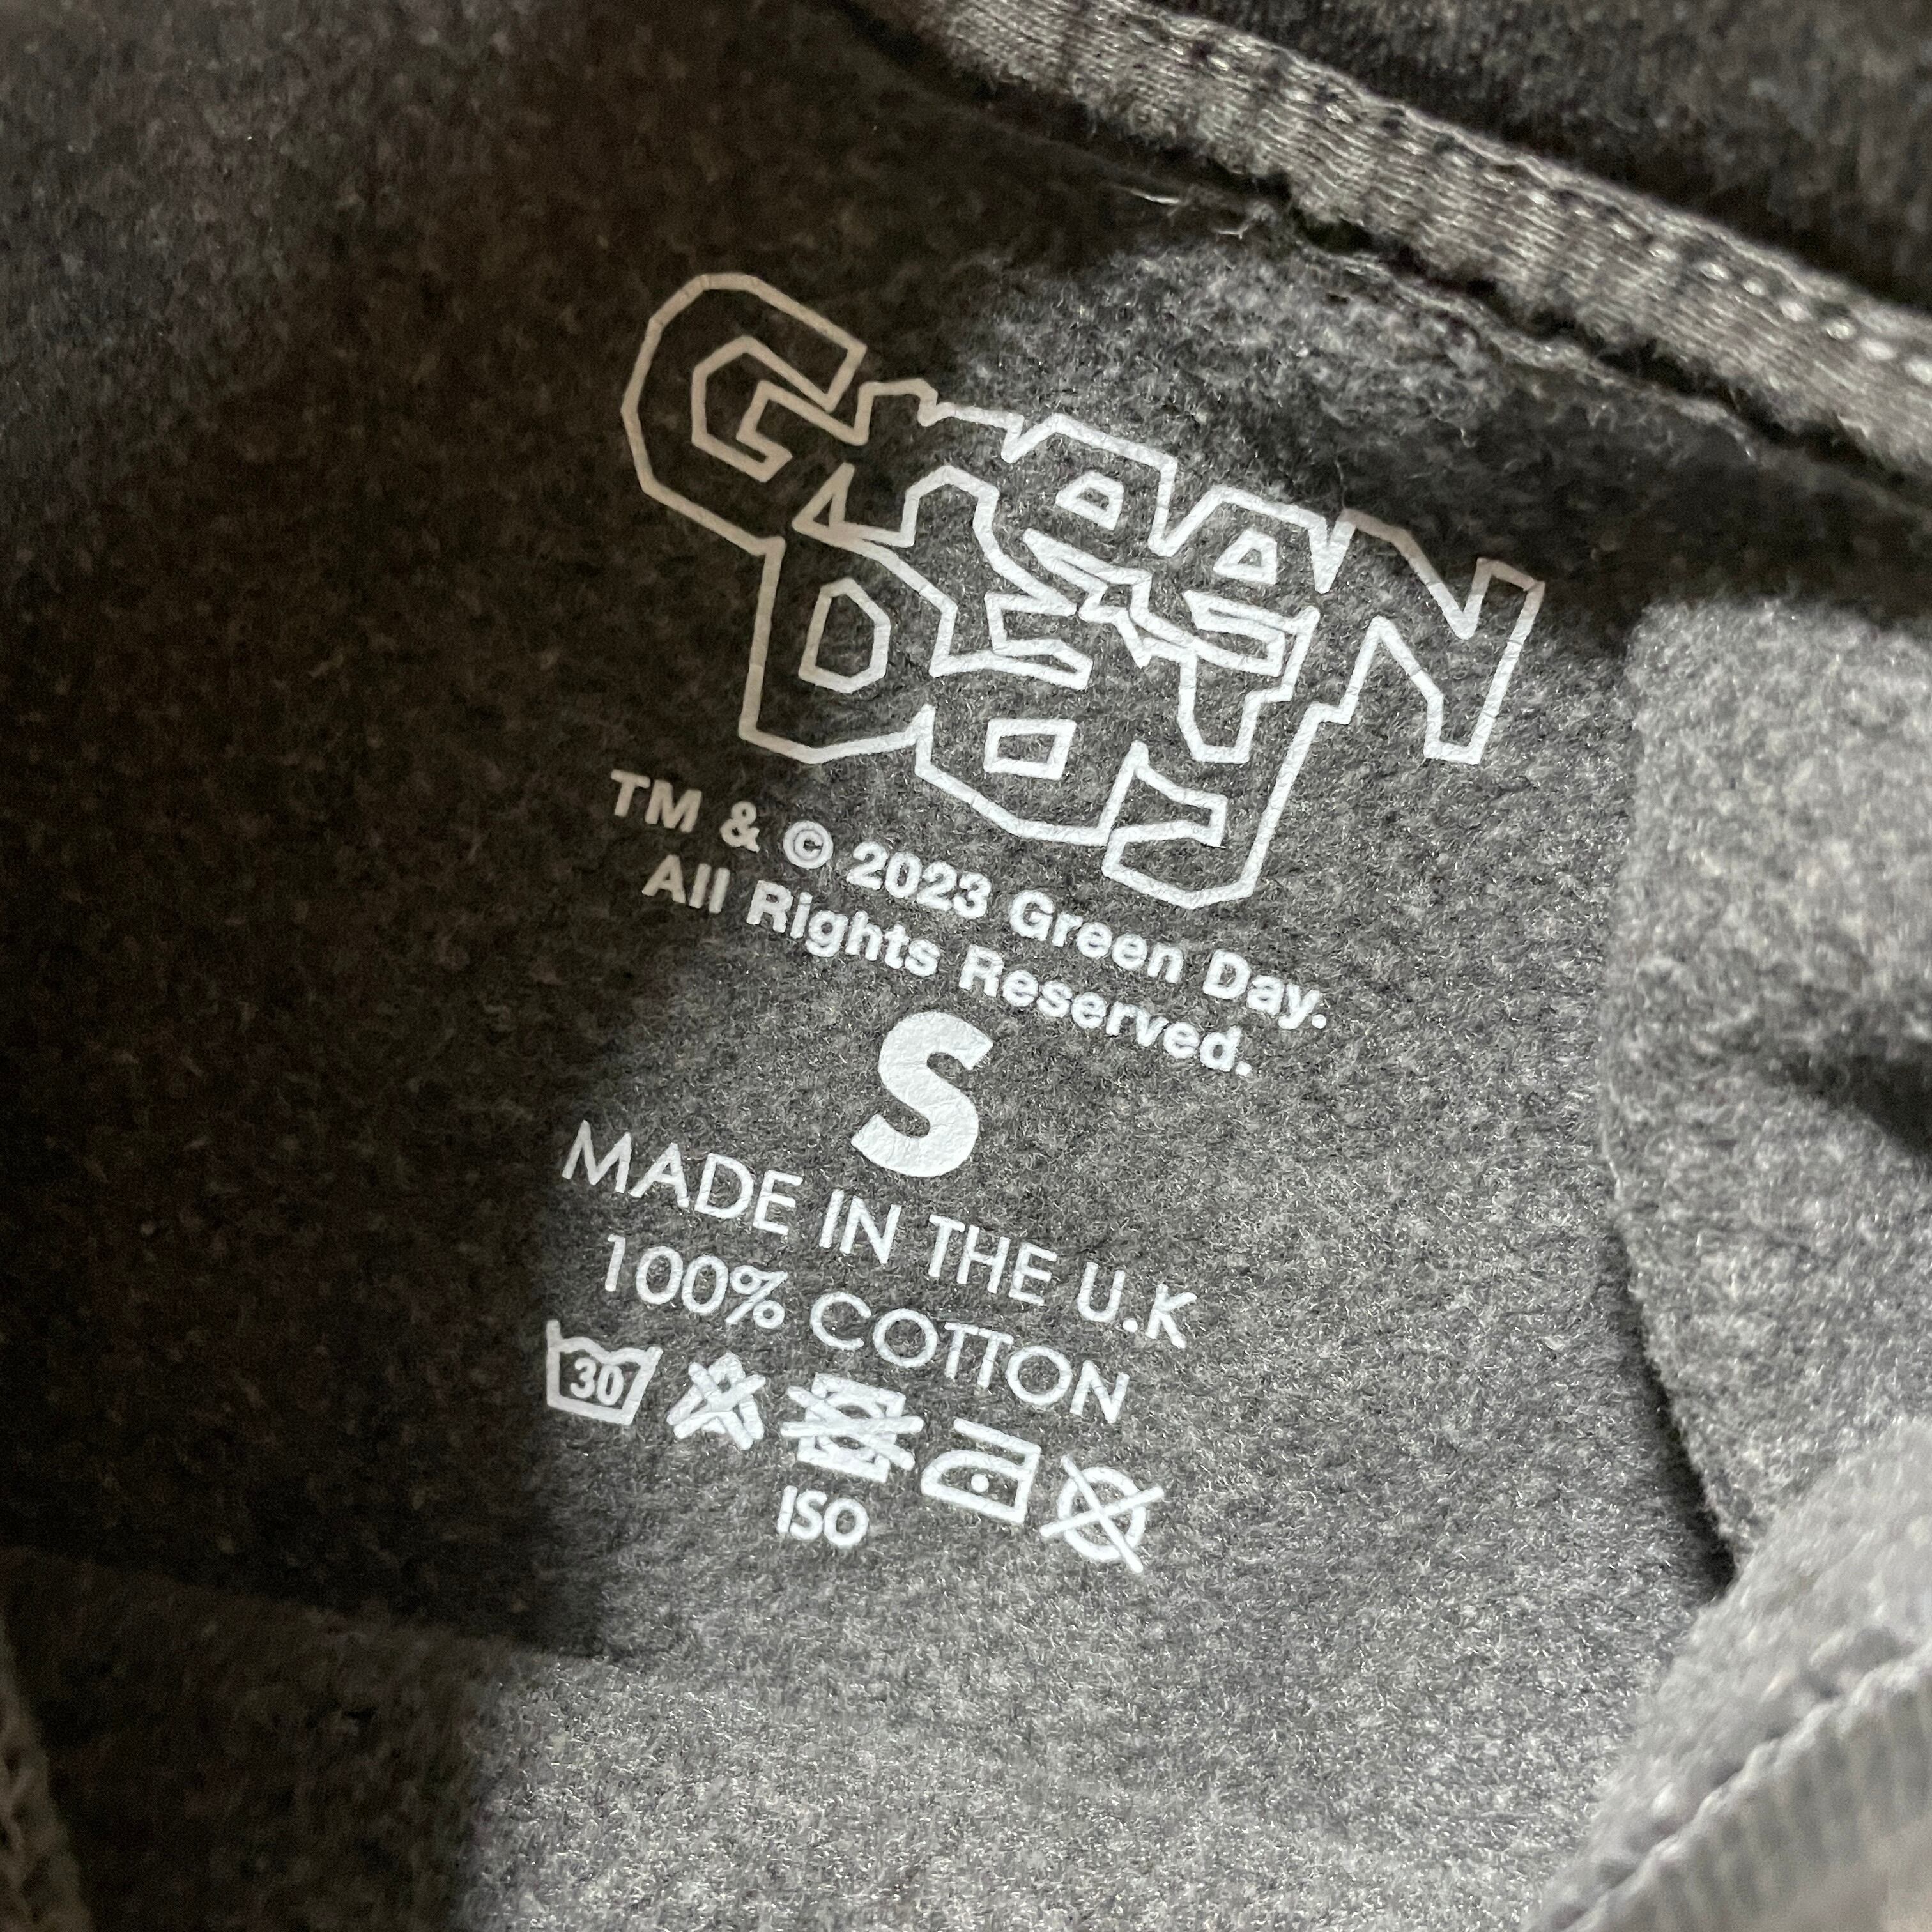 Green
Day
TM & © 2023 Green Day.
All Rights Reserved.
S
MADE IN THE U.K
100% COTTON
30
ISO